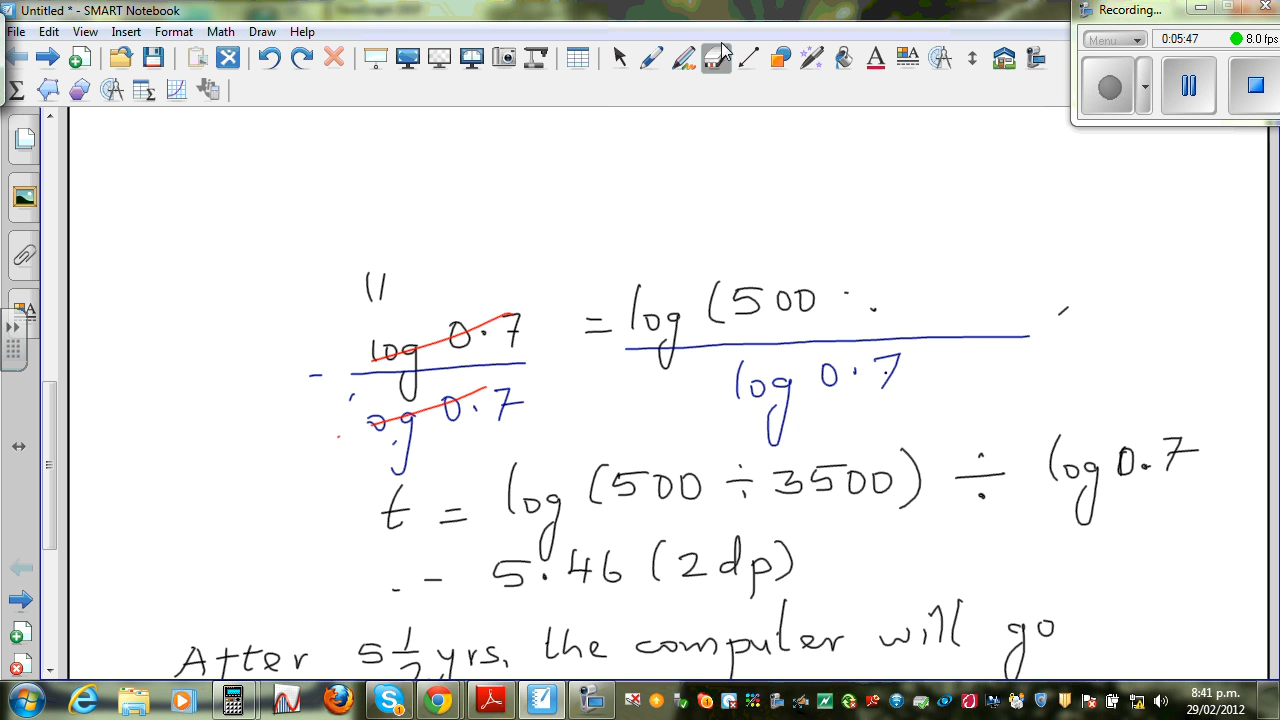 Untitled * - SMART Notebook
Recording...
File Edit View Insert Format Math Draw Help
Menu 0:05:47 8.0 fps
log 0.7 = log (500
log 0.7 log 0.7
t = log (500 ÷ 3500) ÷ log 0.7
5.46 (2dp)
After 5 1/2 yrs. the computer will go
8:41 p.m.
29/02/2012